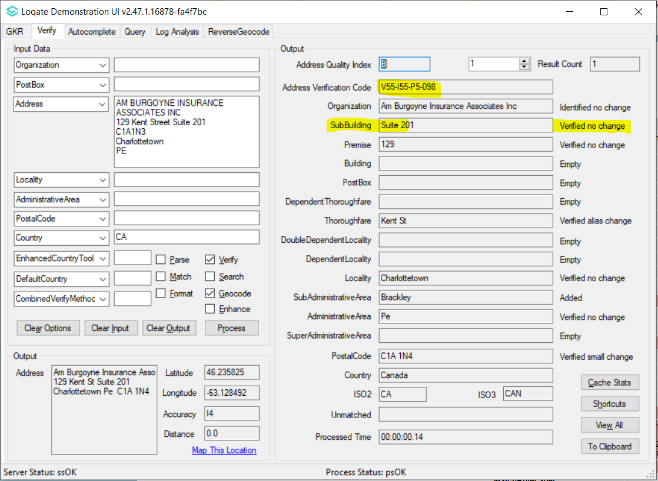 Loqate Demonstration UI v2.47.1.16878-fa4f7bc
GKR Verify Autocomplete Query Log Analysis ReverseGeocode
Input Data
Organization
PostBox
Address
AM BURGOYNE INSURANCE
ASSOCIATES INC
129 Kent Street Suite 201
C1A1N3
Charlottetown
PE
Locality
AdministrativeArea
PostalCode
Country CA
EnhancedCountryTool Parse Verify
DefaultCountry Match Search
CombinedVerifyMethod Format Geocode
Enhance
Clear Options Clear Input Clear Output Process
Output
Address
Am Burgoyne Insurance Asso
129 Kent St Suite 201
Charlottetown Pe C1A 1N4
Latitude 46.235825
Longitude -63.128492
Accuracy I4
Distance 0.0
Map This Location
Output
Address Quality Index B 1 Result Count 1
Address Verification Code V55-I55-P5-098
Organization Am Burgoyne Insurance Associates Inc Identified no change
SubBuilding Suite 201 Verified no change
Premise 129 Verified no change
Building Empty
PostBox Empty
DependentThoroughfare Empty
Thoroughfare Kent St Verified alias change
DoubleDependentLocality Empty
DependentLocality Empty
Locality Charlottetown Verified no change
SubAdministrativeArea Brackley Added
AdministrativeArea Pe Verified no change
SuperAdministrativeArea Empty
PostalCode C1A 1N4 Verified small change
Country Canada
ISO2 CA ISO3 CAN
Unmatched
Processed Time 00:00:00.14
Cache Stats
Shortcuts
View All
To Clipboard
Server Status: ssOK Process Status: psOK